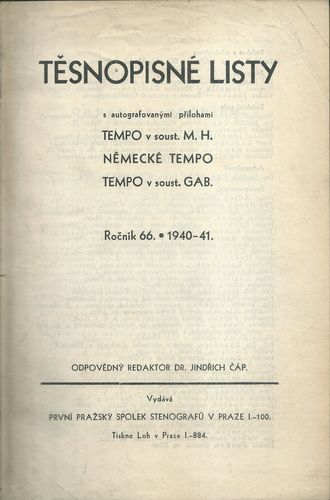 TĚSNOPISNÉ LISTY
s autografovanými přílohami
TEMPO v soust. M. H.
NĚMECKÉ TEMPO
TEMPO v soust. GAB.
Ročník 66. • 1940-41.
ODPOVĚDNÝ REDAKTOR DR. JINDŘICH ČÁP.
Vydává
PRVNÍ PRAŽSKÝ SPOLEK STENOGRAFŮ V PRAZE I.-100.
Tiskne Loh v Praze I.-884.